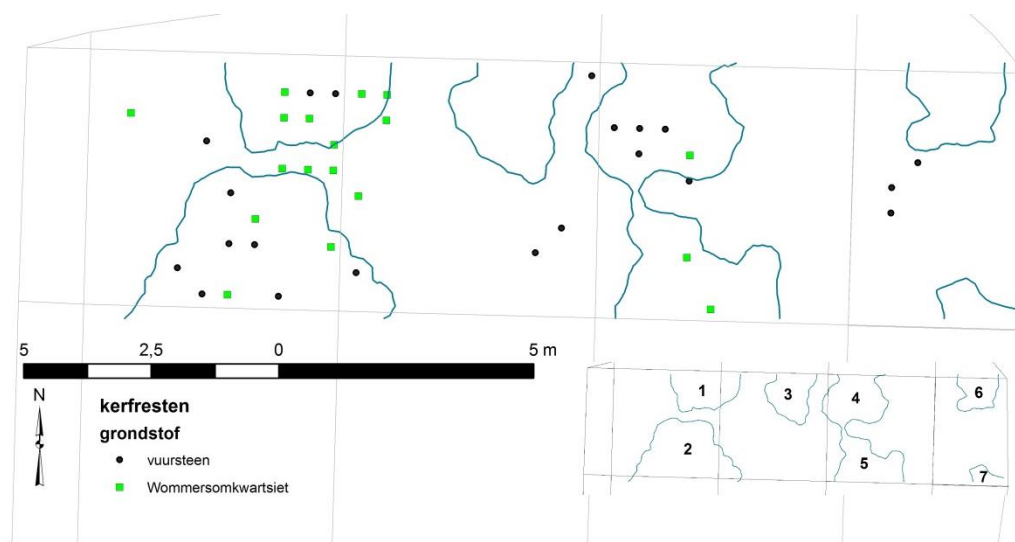 5 2,5 0 5 m
N
kerfresten
grondstof
vuursteen
Wommersomkwartsiet
1 3 4 6
2 5 7